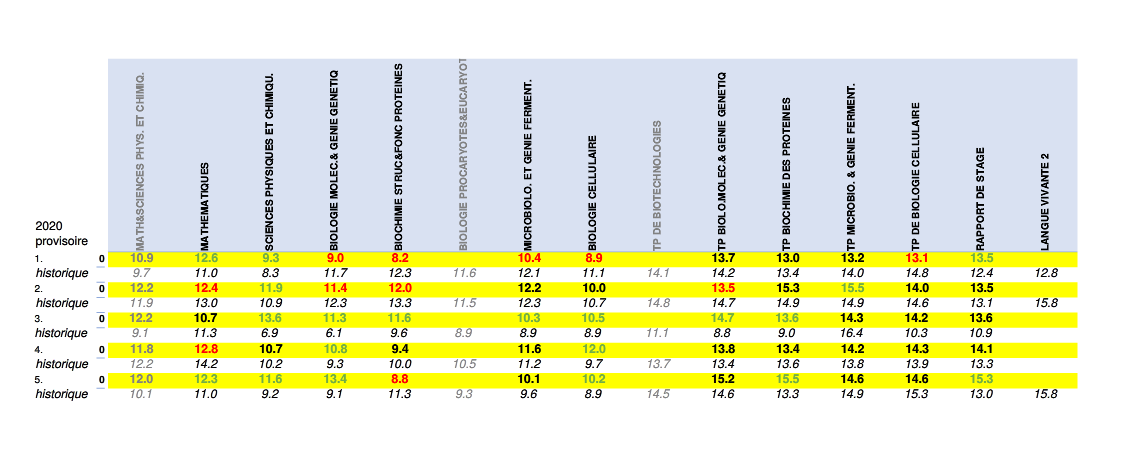 MATH&SCIENCES PHYS. ET CHIMIQ.
MATHEMATIQUES
SCIENCES PHYSIQUES ET CHIMIQU.
BIOLOGIE MOLEC.& GENIE GENETIQ
BIOCHIMIE STRUC&FONC PROTEINES
BIOLOGIE PROCARYOTES&EUCARYOT
MICROBIOLO. ET GENIE FERMENT.
BIOLOGIE CELLULAIRE
TP DE BIOTECHNOLOGIES
TP BIOLO.MOLEC.& GENIE GENETIQ
TP BIOCHIMIE DES PROTEINES
TP MICROBIO. & GENIE FERMENT.
TP DE BIOLOGIE CELLULAIRE
RAPPORT DE STAGE
LANGUE VIVANTE 2
2020
provisoire
1. 0 10.9 12.6 9.3 9.0 8.2 10.4 8.9 13.7 13.0 13.2 13.1 13.5
historique 9.7 11.0 8.3 11.7 12.3 11.6 12.1 11.1 14.1 14.2 13.4 14.0 14.8 12.4 12.8
2. 0 12.2 12.4 11.9 11.4 12.0 12.2 10.0 13.5 15.3 15.5 14.0 13.5
historique 11.9 13.0 10.9 12.3 13.3 11.5 12.3 10.7 14.8 14.7 14.9 14.9 14.6 13.1 15.8
3. 0 12.2 10.7 13.6 11.3 11.6 10.3 10.5 14.7 13.6 14.3 14.2 13.6
historique 9.1 11.3 6.9 6.1 9.6 8.9 8.9 8.9 11.1 8.8 9.0 16.4 10.3 10.9
4. 0 11.8 12.8 10.7 10.8 9.4 11.6 12.0 13.8 13.4 14.2 14.3 14.1
historique 12.2 14.2 10.2 9.3 10.0 10.5 11.2 9.7 13.7 13.4 13.6 13.8 13.9 13.3
5. 0 12.0 12.3 11.6 13.4 8.8 10.1 10.2 15.2 15.5 14.6 14.6 15.3
historique 10.1 11.0 9.2 9.1 11.3 9.3 9.6 8.9 14.5 14.6 13.3 14.9 15.3 13.0 15.8